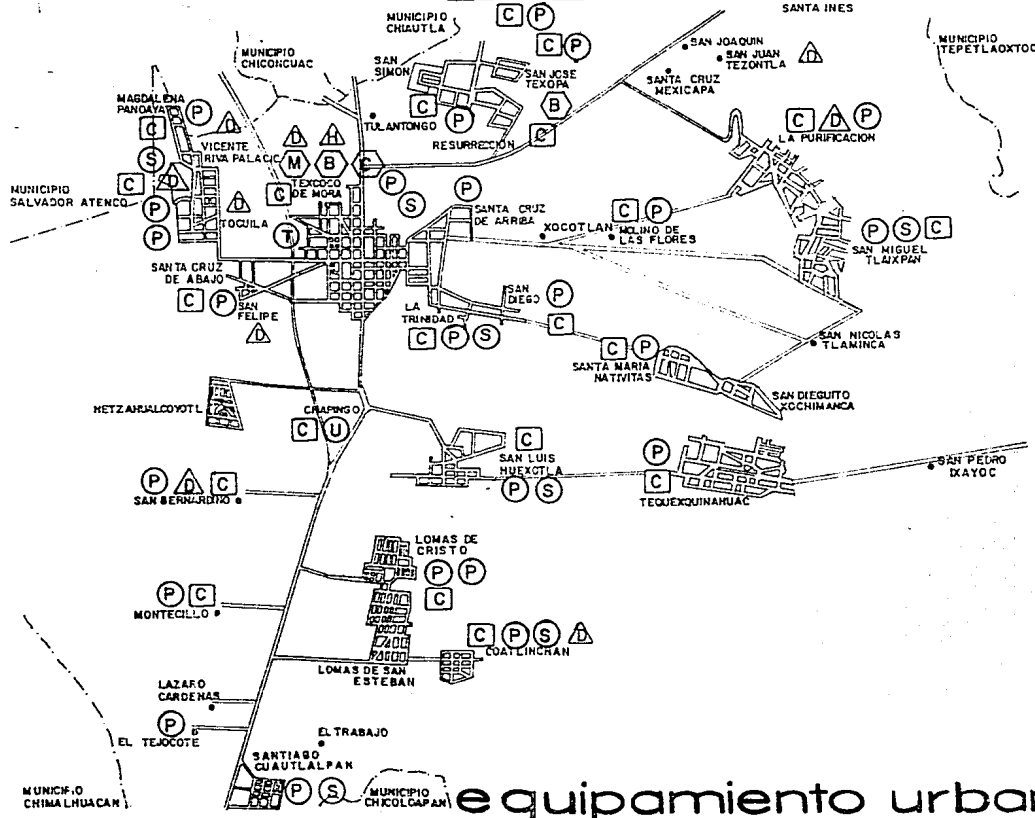 MUNICIPIO
CHIAUTLA
C P
SANTA INES
C P
SAN JOAQUIN
SAN JUAN
TEZONTLA
D
MUNICIPIO
TEPETLAOXTOC
MUNICIPIO
CHICONCUAC
SAN
SIMON
SAN JOSE
TEXOPA
SANTA CRUZ
MEXICAPA
MAGDALENA
PANOAYA
P
C
D
C P
B
C
TULANTONGO
RESURRECCION
C D P
LA PURIFICACION
VICENTE
RIVA PALACIO
D H
M B C
S
C D
TEXCOCO
DE MORA
C
P
S
P
MUNICIPIO
SALVADOR ATENCO
P
P
D
TOCUILA
T
SANTA CRUZ
DE ARRIBA
XOCOTLAN
C P
MOLINO DE
LAS FLORES
P S C
SAN MIGUEL
TLAIXPAN
SANTA CRUZ
DE ABAJO
C P
SAN
FELIPE
D
SAN
DIEGO
P
LA
TRINIDAD
C P S
C
C P
SANTA MARIA
NATIVITAS
SAN NICOLAS
TLAMINCA
SAN DIEGUITO
XOCHIMANCA
NETZAHUALCOYOTL
CHAPINGO
C U
C
SAN LUIS
HUEXOTLA
P S
P
C
TEQUEXQUINAHUAC
SAN PEDRO
IXAYOC
P D C
SAN BERNARDINO
LOMAS DE
CRISTO
P P
C
P C
MONTECILLO
C P S D
COATLINCHAN
LOMAS DE SAN
ESTEBAN
LAZARO
CARDENAS
P
EL TEJOCOTE
EL TRABAJO
SANTIAGO
CUAUTLALPAN
P S
MUNICIPIO
CHIMALHUACAN
MUNICIPIO
CHICOLOAPAN
equipamiento urban